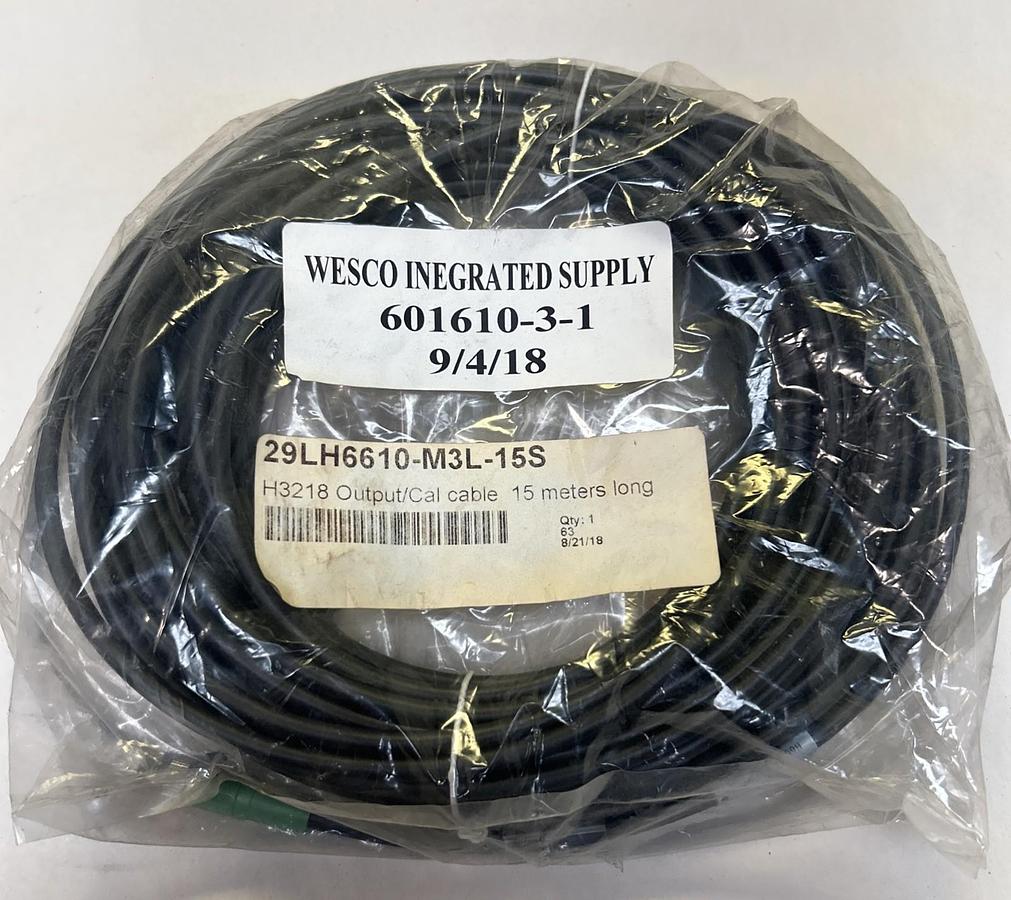 WESCO INEGRATED SUPPLY
601610-3-1
9/4/18
29LH6610-M3L-15S
H3218 Output/Cal cable 15 meters long
Qty: 1
63
8/21/18